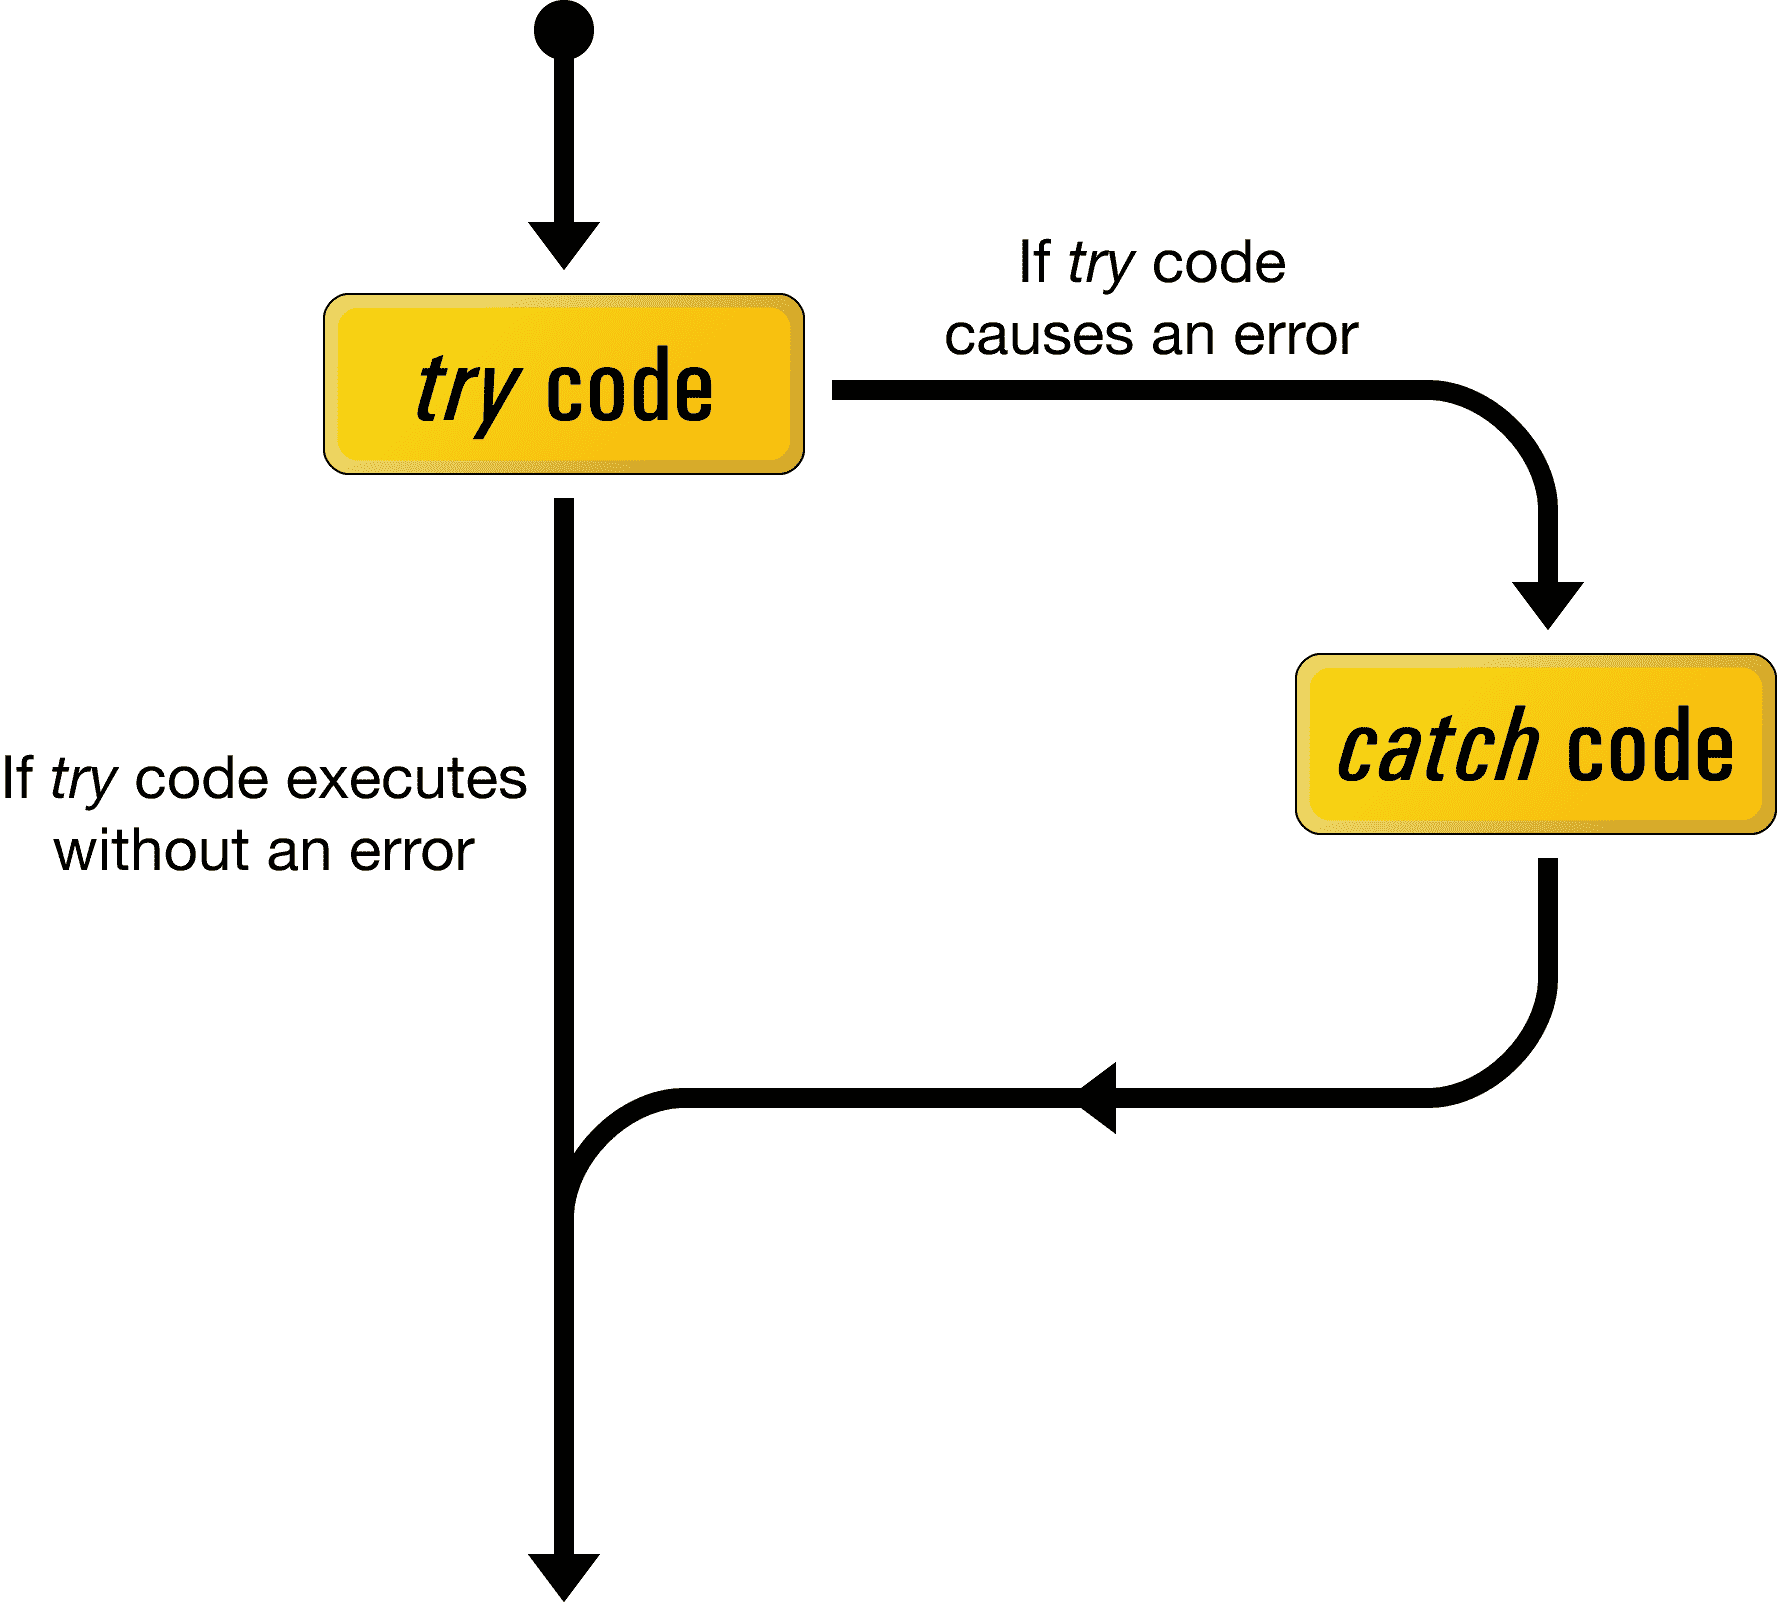 If try code
causes an error
try code
catch code
If try code executes
without an error